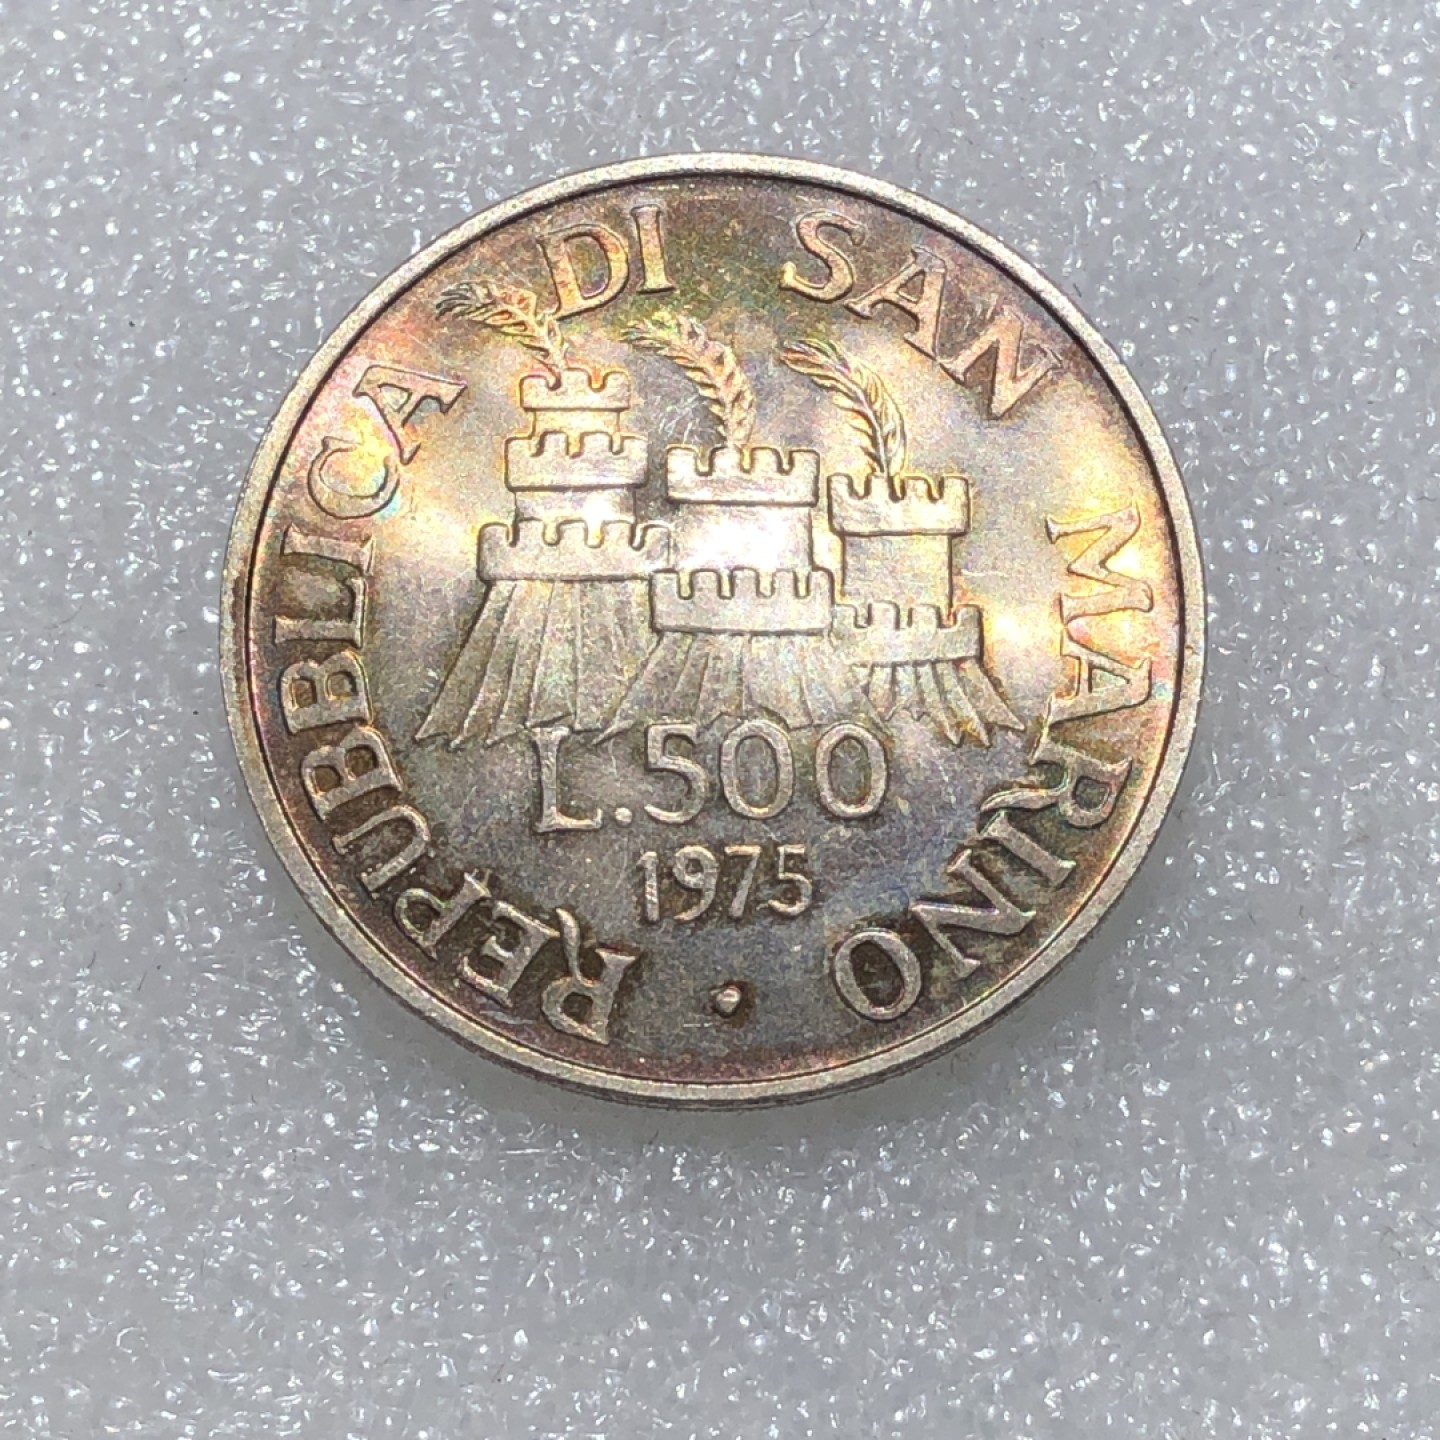 REPUBBLICA DI SAN MARINO
L.500
1975